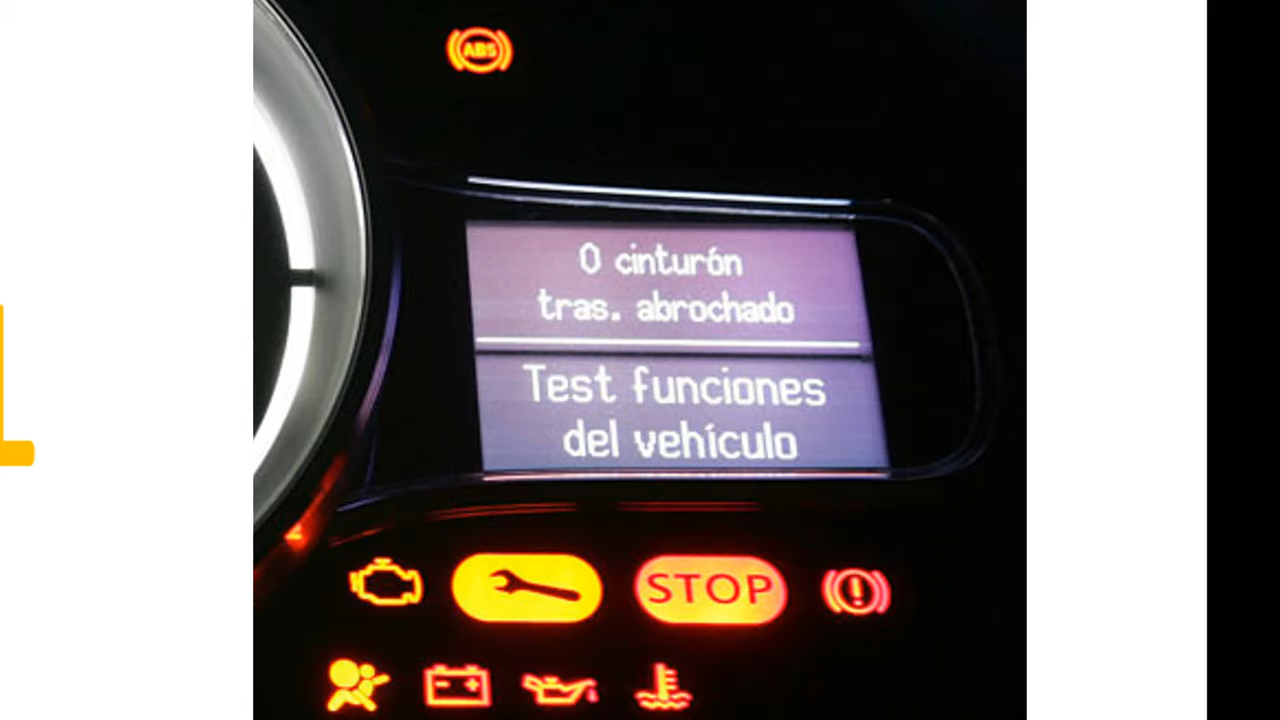 ABS
0 cinturón
tras. abrochado
Test funciones
del vehículo
STOP